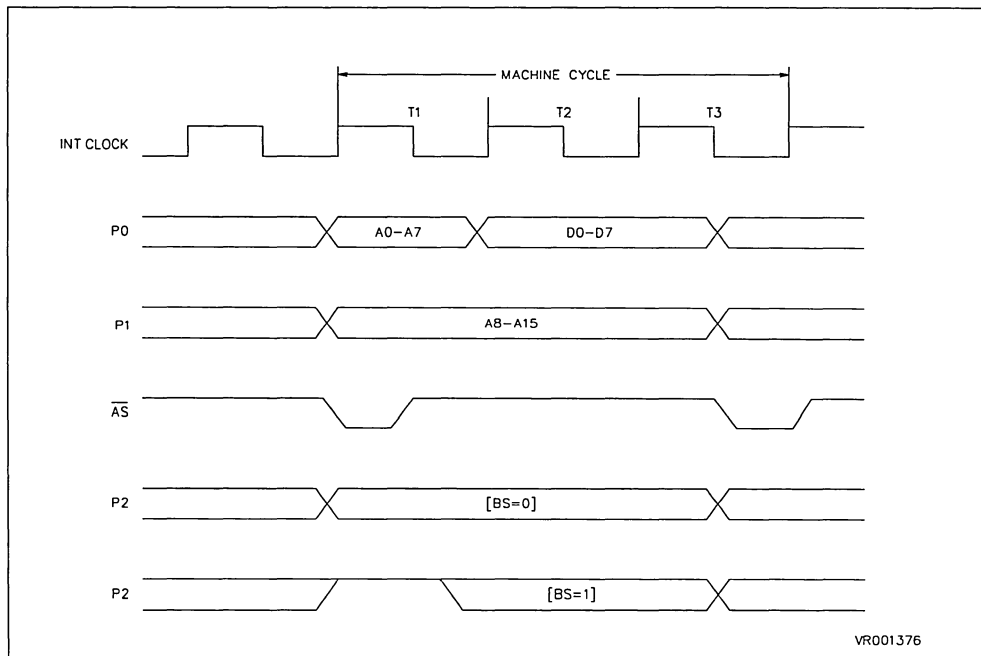 MACHINE CYCLE
T1 T2 T3
INT CLOCK
P0 A0-A7 D0-D7
P1 A8-A15
AS
P2 [BS=0]
P2 [BS=1]
VR001376